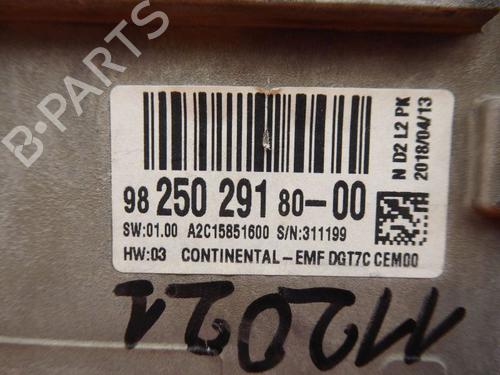 98 250 291 80-00
SW:01.00 A2C15851600 S/N:311199
HW:03 CONTINENTAL-EMF DGT7C CEM00
N D2 L2 PK
2018/04/13
M2021
B-PARTS